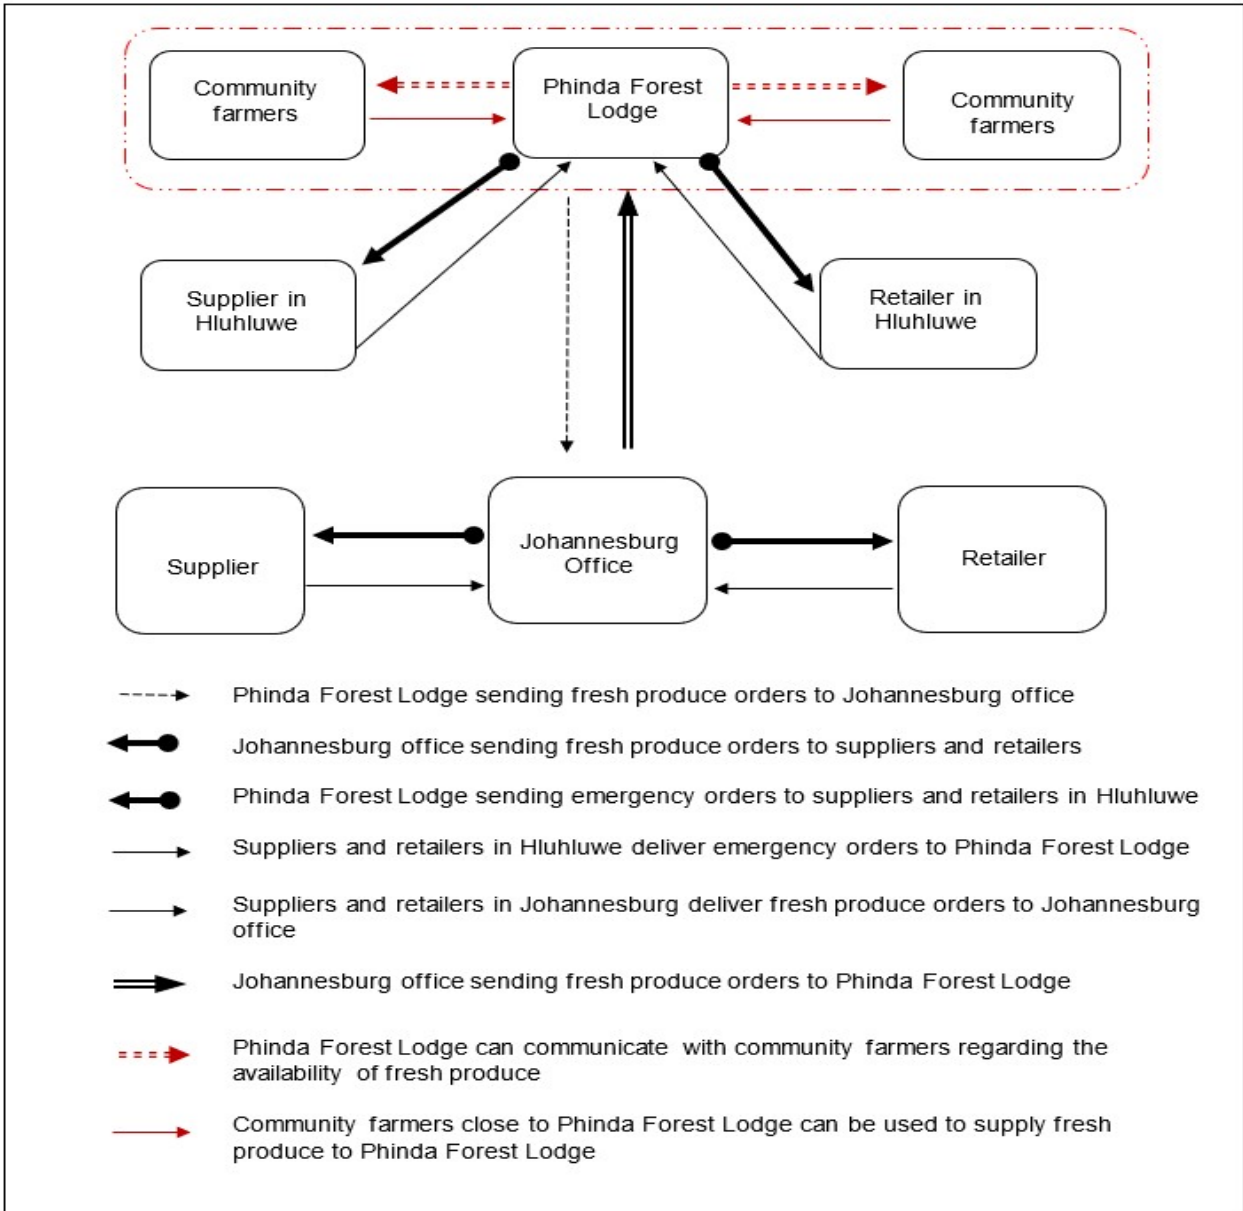 Community
farmers
Phinda Forest
Lodge
Community
farmers
Supplier in
Hluhluwe
Retailer in
Hluhluwe
Supplier
Johannesburg
Office
Retailer
Phinda Forest Lodge sending fresh produce orders to Johannesburg office
Johannesburg office sending fresh produce orders to suppliers and retailers
Phinda Forest Lodge sending emergency orders to suppliers and retailers in Hluhluwe
Suppliers and retailers in Hluhluwe deliver emergency orders to Phinda Forest Lodge
Suppliers and retailers in Johannesburg deliver fresh produce orders to Johannesburg
office
Johannesburg office sending fresh produce orders to Phinda Forest Lodge
Phinda Forest Lodge can communicate with community farmers regarding the
availability of fresh produce
Community farmers close to Phinda Forest Lodge can be used to supply fresh
produce to Phinda Forest Lodge